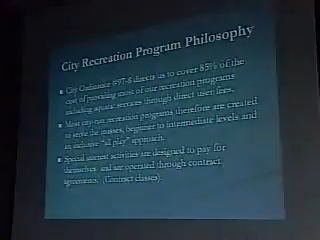 City Recreation Program Philosophy
City Ordinance #97-8 directs us to cover 85% of the
cost of providing most of our recreation programs
including aquatic services through direct user fees.
Most city-run recreation programs therefore are created
to serve the masses, beginner to intermediate levels and
an inclusive "all play" approach.
Special interest activities are designed to pay for
themselves and are operated through contract
agreements. (Contract classes).